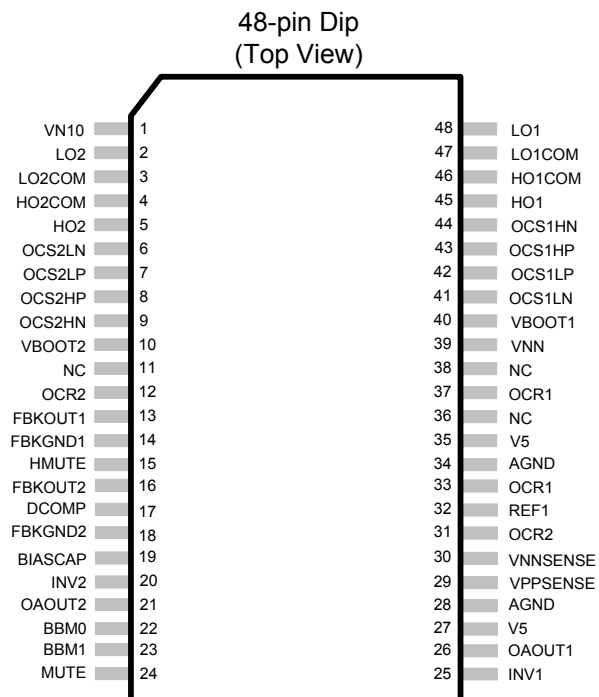 48-pin Dip
(Top View)
VN10 1 48 LO1
LO2 2 47 LO1COM
LO2COM 3 46 HO1COM
HO2COM 4 45 HO1
HO2 5 44 OCS1HN
OCS2LN 6 43 OCS1HP
OCS2LP 7 42 OCS1LP
OCS2HP 8 41 OCS1LN
OCS2HN 9 40 VBOOT1
VBOOT2 10 39 VNN
NC 11 38 NC
OCR2 12 37 OCR1
FBKOUT1 13 36 NC
FBKGND1 14 35 V5
HMUTE 15 34 AGND
FBKOUT2 16 33 OCR1
DCOMP 17 32 REF1
FBKGND2 18 31 OCR2
BIASCAP 19 30 VNNSENSE
INV2 20 29 VPPSENSE
OAOUT2 21 28 AGND
BBM0 22 27 V5
BBM1 23 26 OAOUT1
MUTE 24 25 INV1